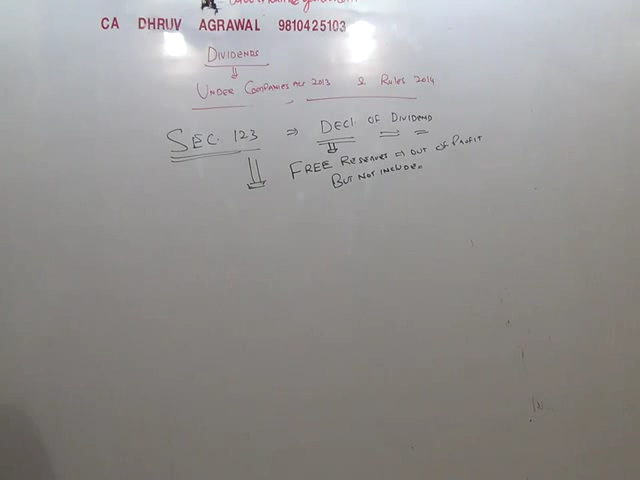 CA DHRUV AGRAWAL 9810425103
DIVIDENDS
UNDER COMPANIES ACT 2013 & RULES 2014
SEC. 123 ⇒ DECL. OF DIVIDEND
FREE RESERVES ⇒ OUT OF PROFIT
BUT NOT INCLUDE